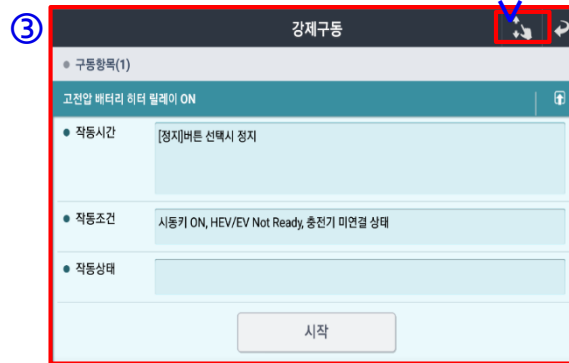 ③
강제구동
구동항목(1)
고전압 배터리 히터 릴레이 ON
작동시간
[정지]버튼 선택시 정지
작동조건
시동키 ON, HEV/EV Not Ready, 충전기 미연결 상태
작동상태
시작